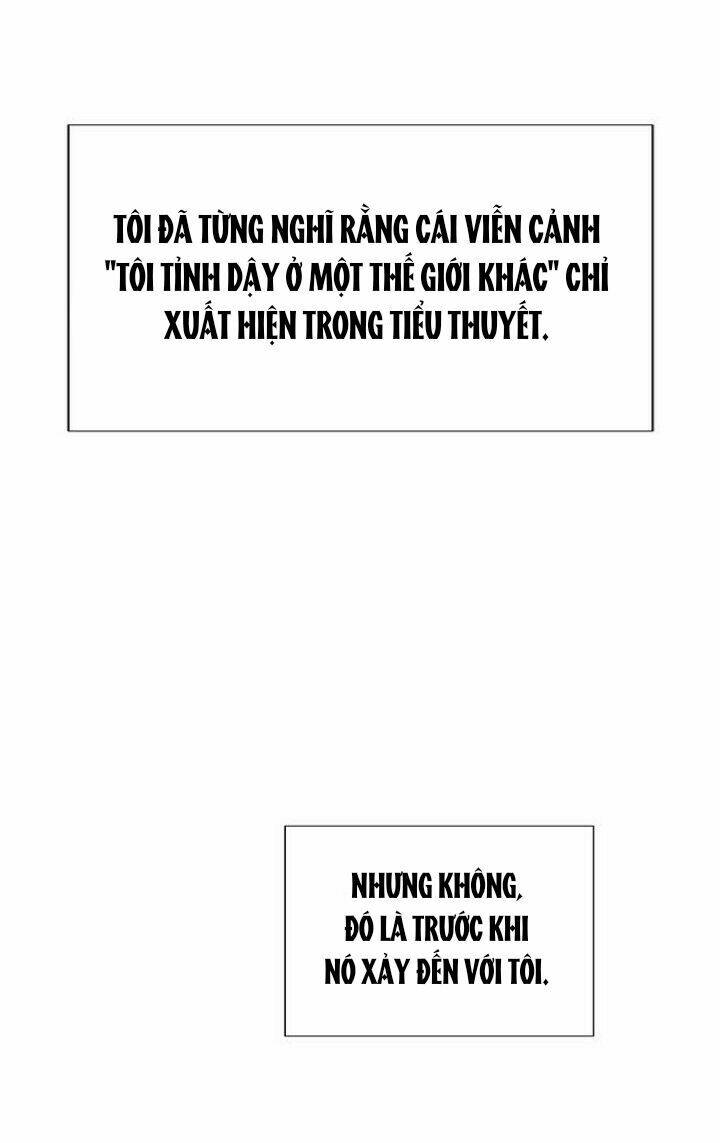 TÔI ĐÃ TỪNG NGHĨ RẰNG CÁI VIỄN CẢNH
"TÔI TỈNH DẬY Ở MỘT THẾ GIỚI KHÁC" CHỈ
XUẤT HIỆN TRONG TIỂU THUYẾT.
NHƯNG KHÔNG,
ĐÓ LÀ TRƯỚC KHI
NÓ XẢY ĐẾN VỚI TÔI.